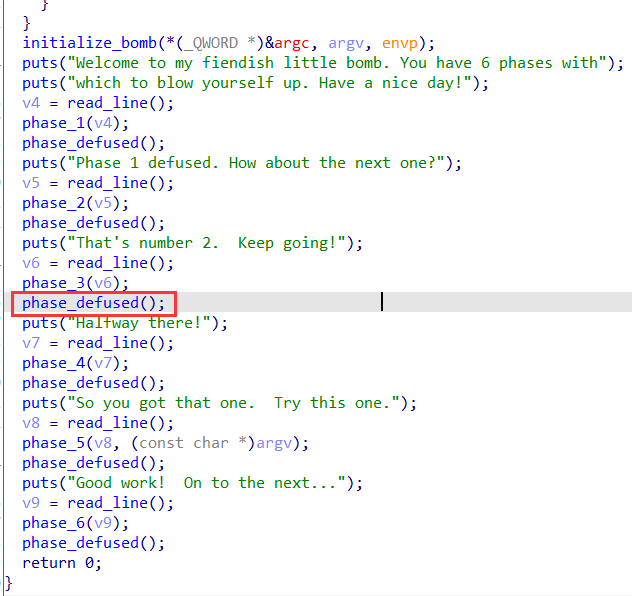 }
}
initialize_bomb(*(_QWORD *)&argc, argv, envp);
puts("Welcome to my fiendish little bomb. You have 6 phases with");
puts("which to blow yourself up. Have a nice day!");
v4 = read_line();
phase_1(v4);
phase_defused();
puts("Phase 1 defused. How about the next one?");
v5 = read_line();
phase_2(v5);
phase_defused();
puts("That's number 2.  Keep going!");
v6 = read_line();
phase_3(v6);
phase_defused();
puts("Halfway there!");
v7 = read_line();
phase_4(v7);
phase_defused();
puts("So you got that one.  Try this one.");
v8 = read_line();
phase_5(v8, (const char *)argv);
phase_defused();
puts("Good work!  On to the next...");
v9 = read_line();
phase_6(v9);
phase_defused();
return 0;
}